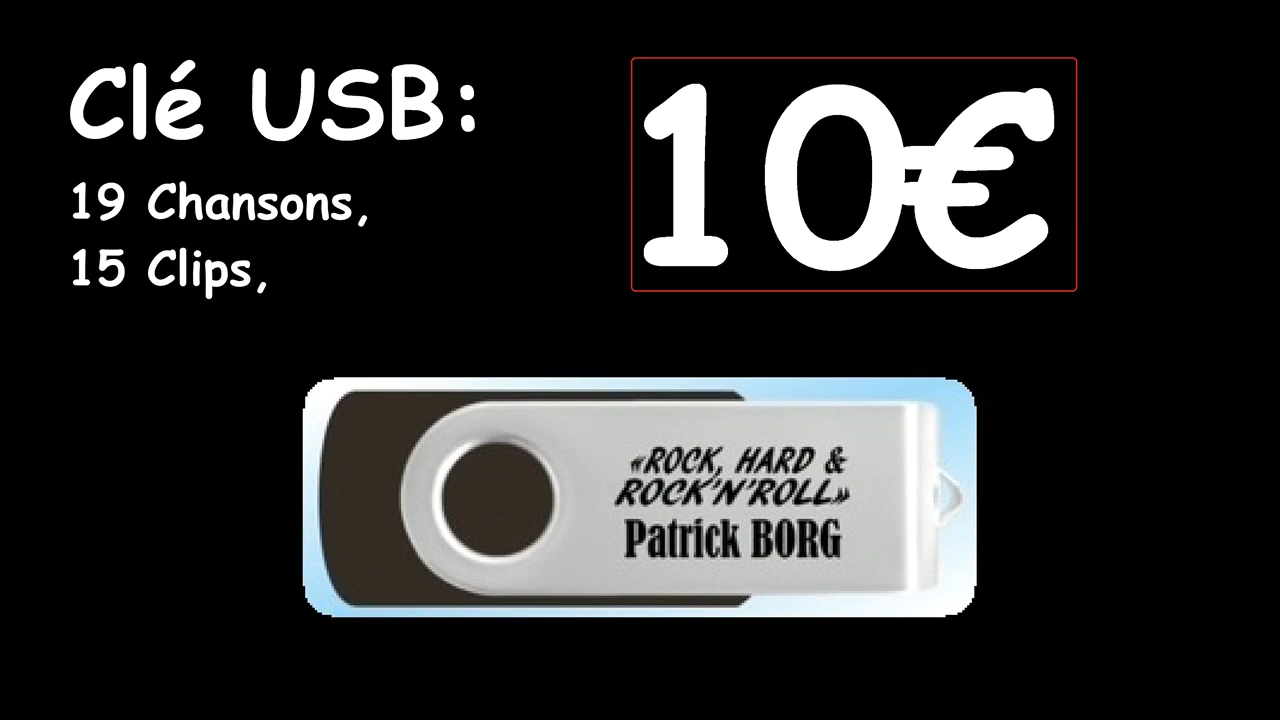 Clé USB:
19 Chansons,
15 Clips,
10€
«ROCK, HARD &
ROCK'N'ROLL»
Patrick BORG